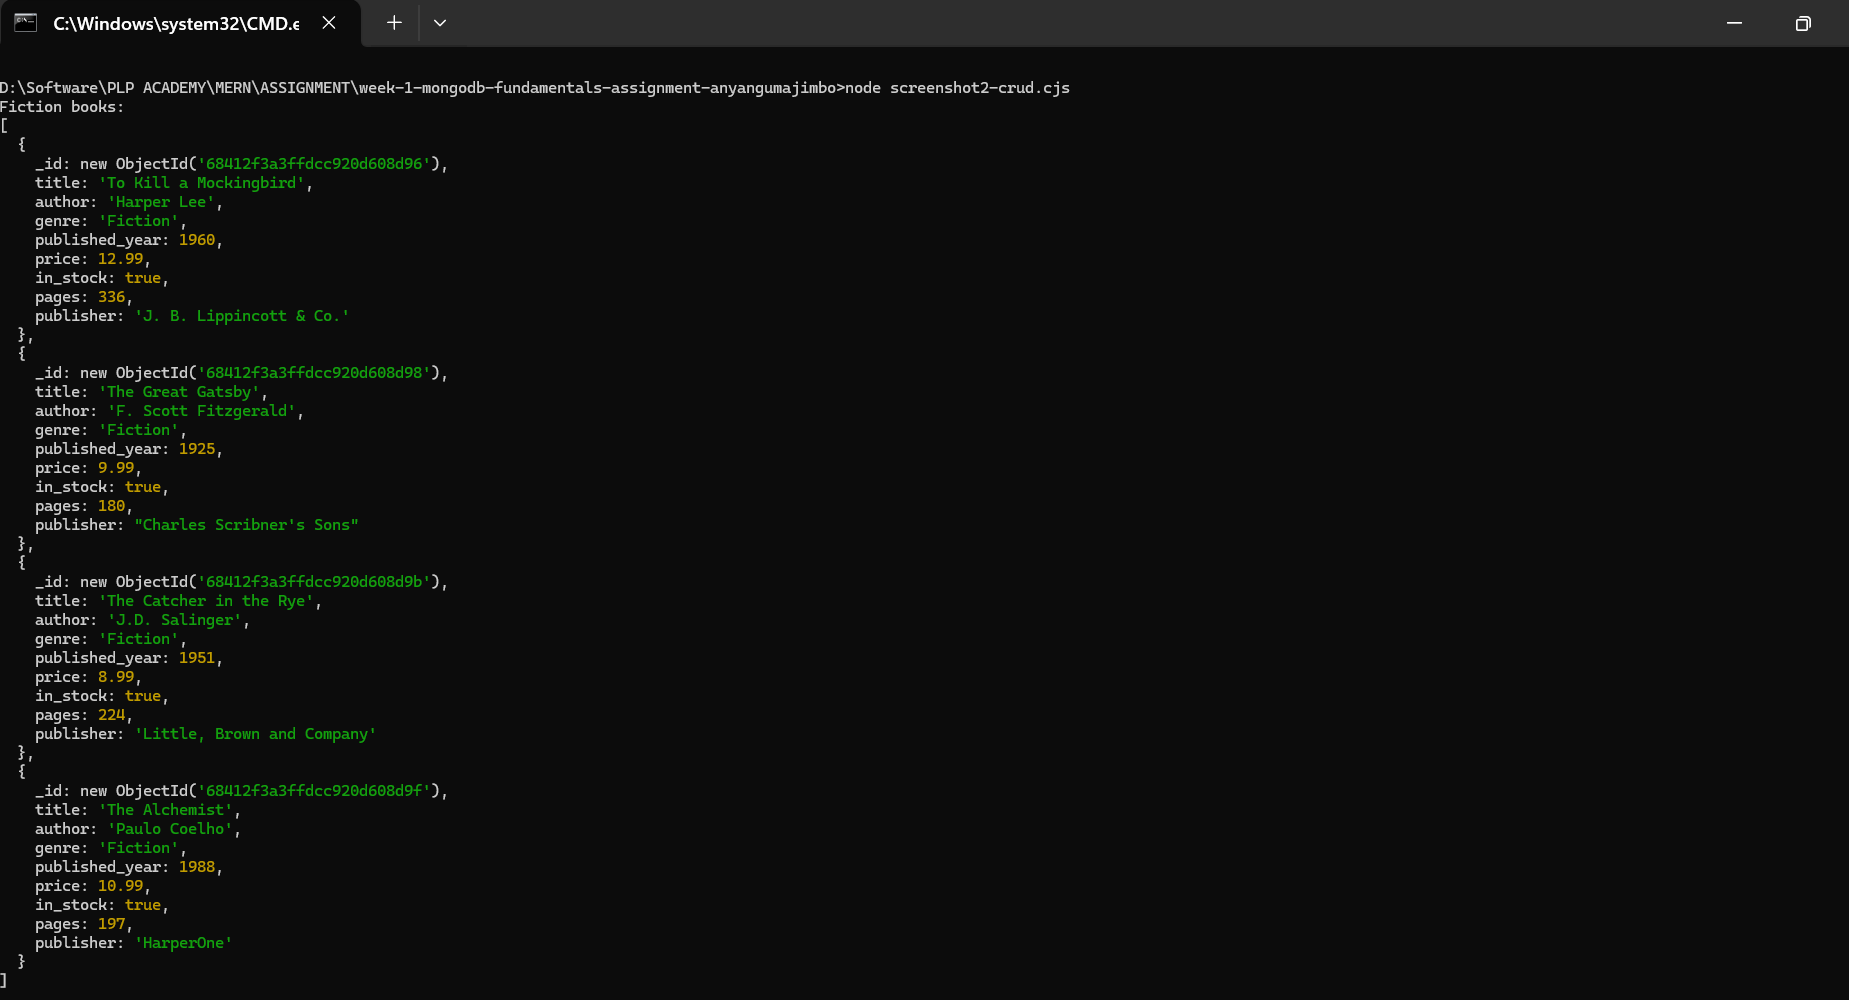 C:\Windows\system32\CMD.e
D:\Software\PLP ACADEMY\MERN\ASSIGNMENT\week-1-mongodb-fundamentals-assignment-anyangumajimbo>node screenshot2-crud.cjs
Fiction books:
[
  {
    _id: new ObjectId('68412f3a3ffdcc920d608d96'),
    title: 'To Kill a Mockingbird',
    author: 'Harper Lee',
    genre: 'Fiction',
    published_year: 1960,
    price: 12.99,
    in_stock: true,
    pages: 336,
    publisher: 'J. B. Lippincott & Co.'
  },
  {
    _id: new ObjectId('68412f3a3ffdcc920d608d98'),
    title: 'The Great Gatsby',
    author: 'F. Scott Fitzgerald',
    genre: 'Fiction',
    published_year: 1925,
    price: 9.99,
    in_stock: true,
    pages: 180,
    publisher: "Charles Scribner's Sons"
  },
  {
    _id: new ObjectId('68412f3a3ffdcc920d608d9b'),
    title: 'The Catcher in the Rye',
    author: 'J.D. Salinger',
    genre: 'Fiction',
    published_year: 1951,
    price: 8.99,
    in_stock: true,
    pages: 224,
    publisher: 'Little, Brown and Company'
  },
  {
    _id: new ObjectId('68412f3a3ffdcc920d608d9f'),
    title: 'The Alchemist',
    author: 'Paulo Coelho',
    genre: 'Fiction',
    published_year: 1988,
    price: 10.99,
    in_stock: true,
    pages: 197,
    publisher: 'HarperOne'
  }
]